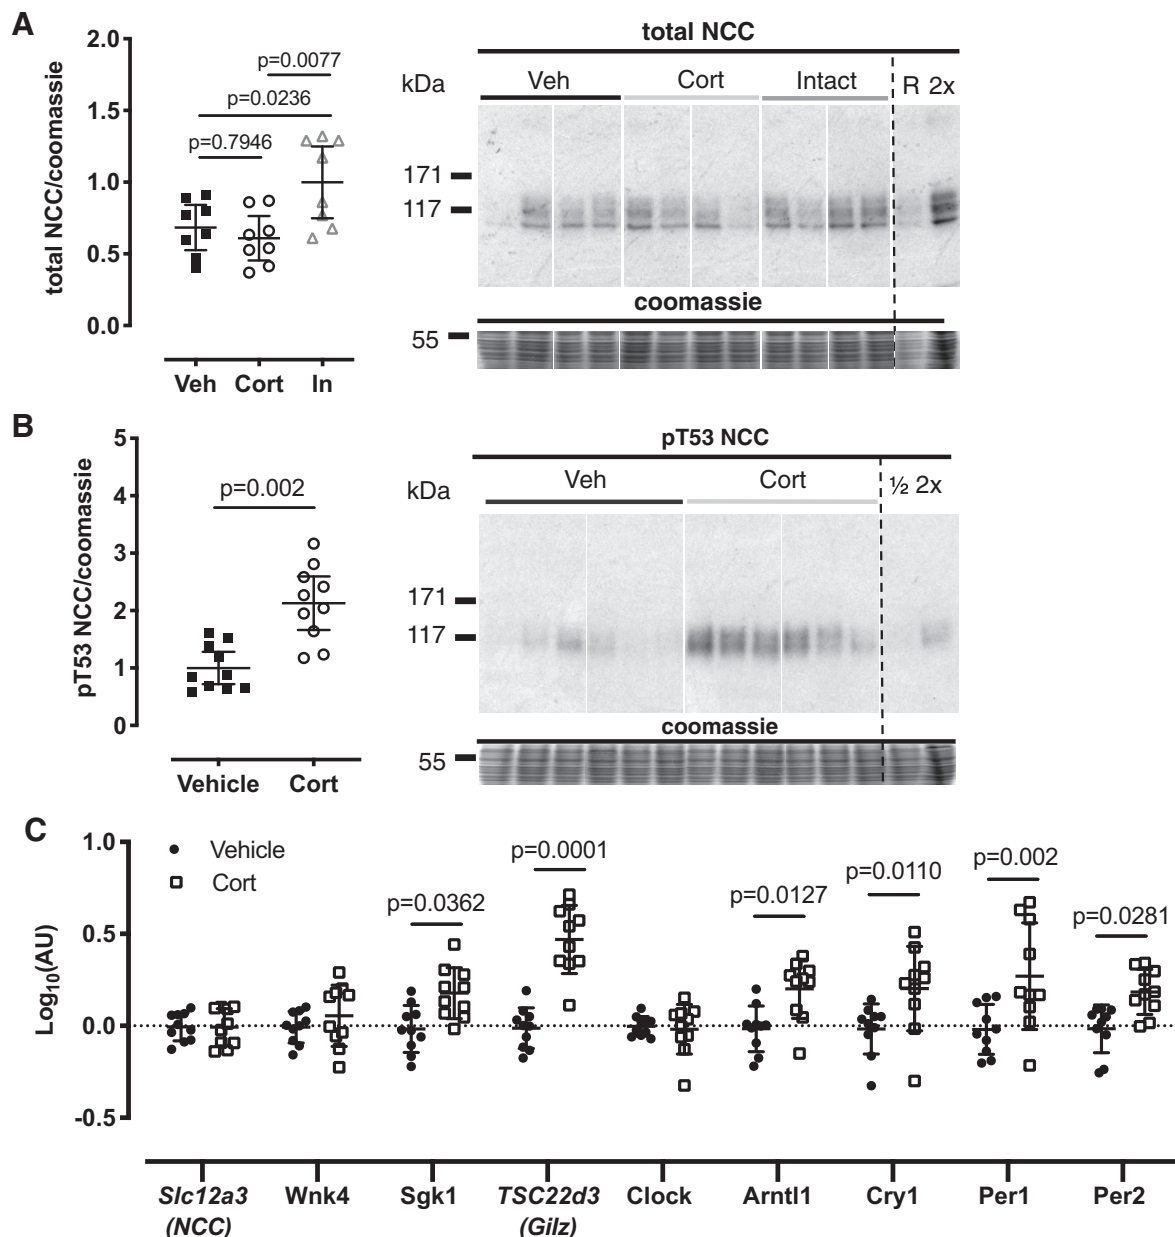 A
total NCC/coomassie
2.0
1.5
1.0
0.5
0.0
p=0.0077
p=0.0236
p=0.7946
Veh Cort In
total NCC
kDa Veh Cort Intact R 2x
171
117
coomassie
55
B
pT53 NCC/coomassie
5
4
3
2
1
0
p=0.002
Vehicle Cort
pT53 NCC
kDa Veh Cort ½ 2x
171
117
coomassie
55
C
Log10(AU)
1.0
0.5
0.0
-0.5
Vehicle
Cort
p=0.0362
p=0.0001
p=0.0127
p=0.0110
p=0.002
p=0.0281
Slc12a3 Wnk4 Sgk1 TSC22d3 Clock Arntl1 Cry1 Per1 Per2
(NCC) (Gilz)